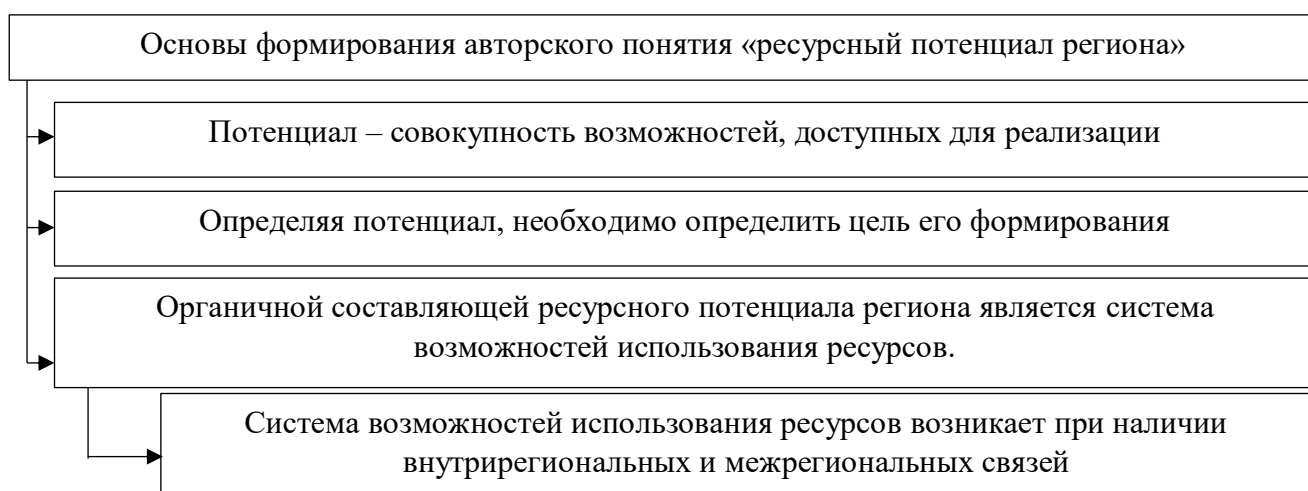 Основы формирования авторского понятия «ресурсный потенциал региона»
Потенциал – совокупность возможностей, доступных для реализации
Определяя потенциал, необходимо определить цель его формирования
Органичной составляющей ресурсного потенциала региона является система
возможностей использования ресурсов.
Система возможностей использования ресурсов возникает при наличии
внутрирегиональных и межрегиональных связей